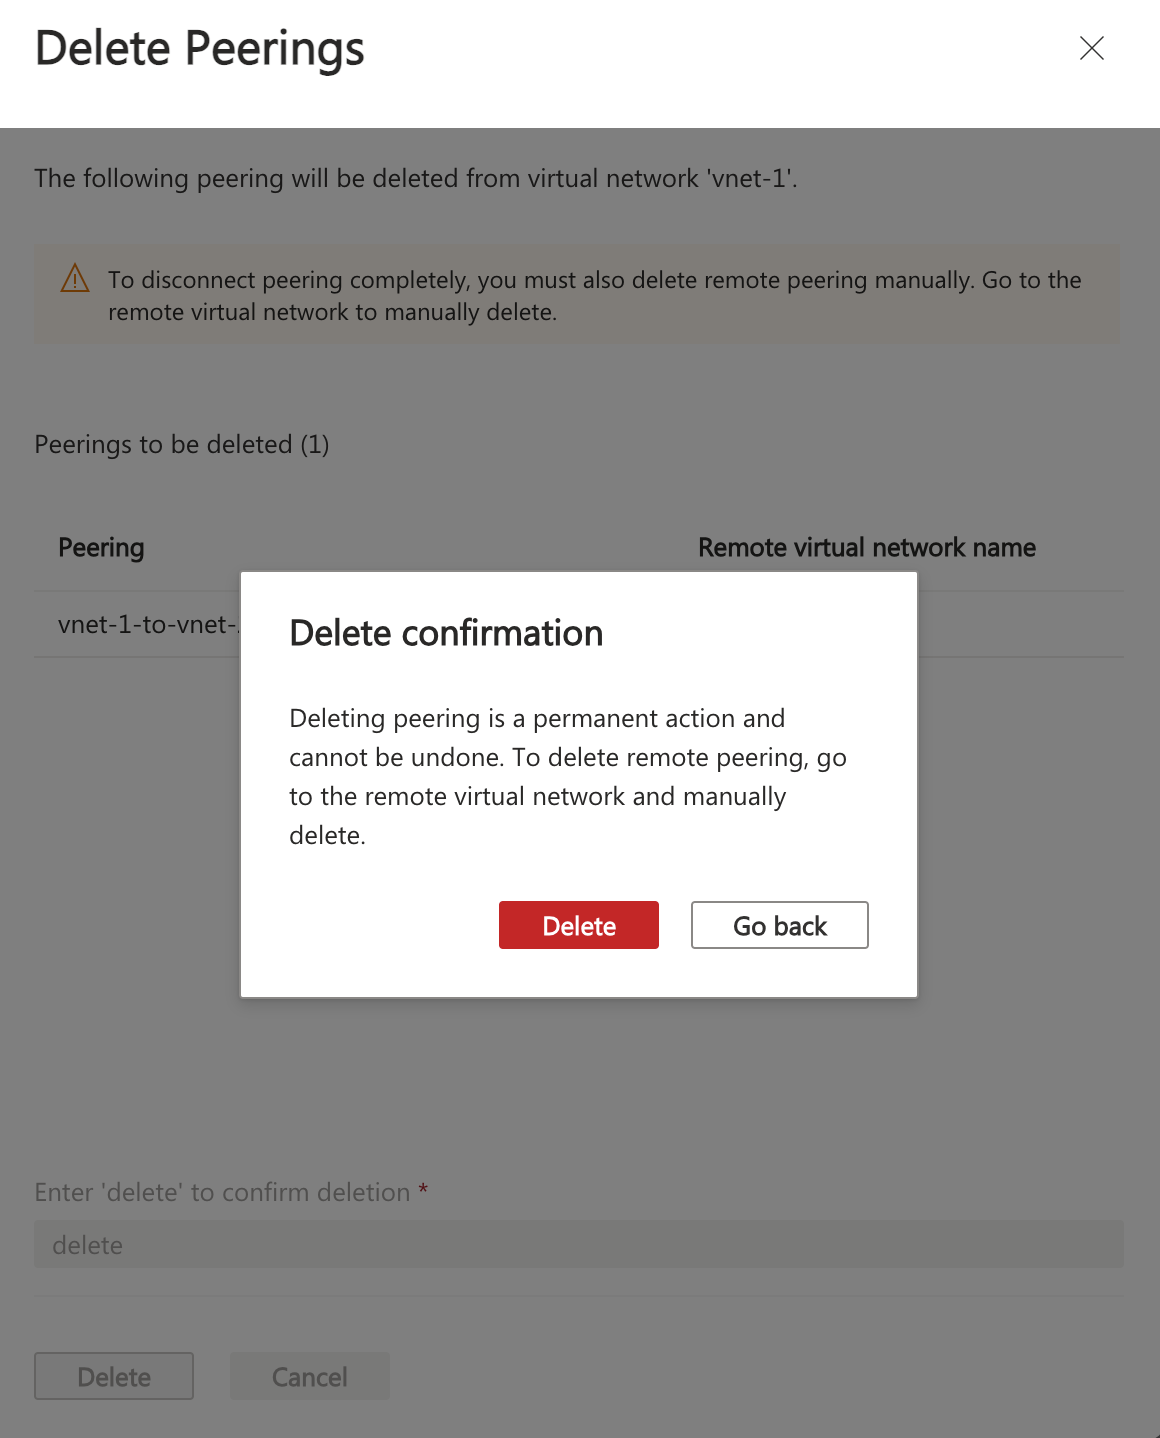 Delete Peerings
The following peering will be deleted from virtual network 'vnet-1'.
To disconnect peering completely, you must also delete remote peering manually. Go to the
remote virtual network to manually delete.
Peerings to be deleted (1)
Peering Remote virtual network name
vnet-1-to-vnet-.
Delete confirmation
Deleting peering is a permanent action and
cannot be undone. To delete remote peering, go
to the remote virtual network and manually
delete.
Delete Go back
Enter 'delete' to confirm deletion *
delete
Delete Cancel